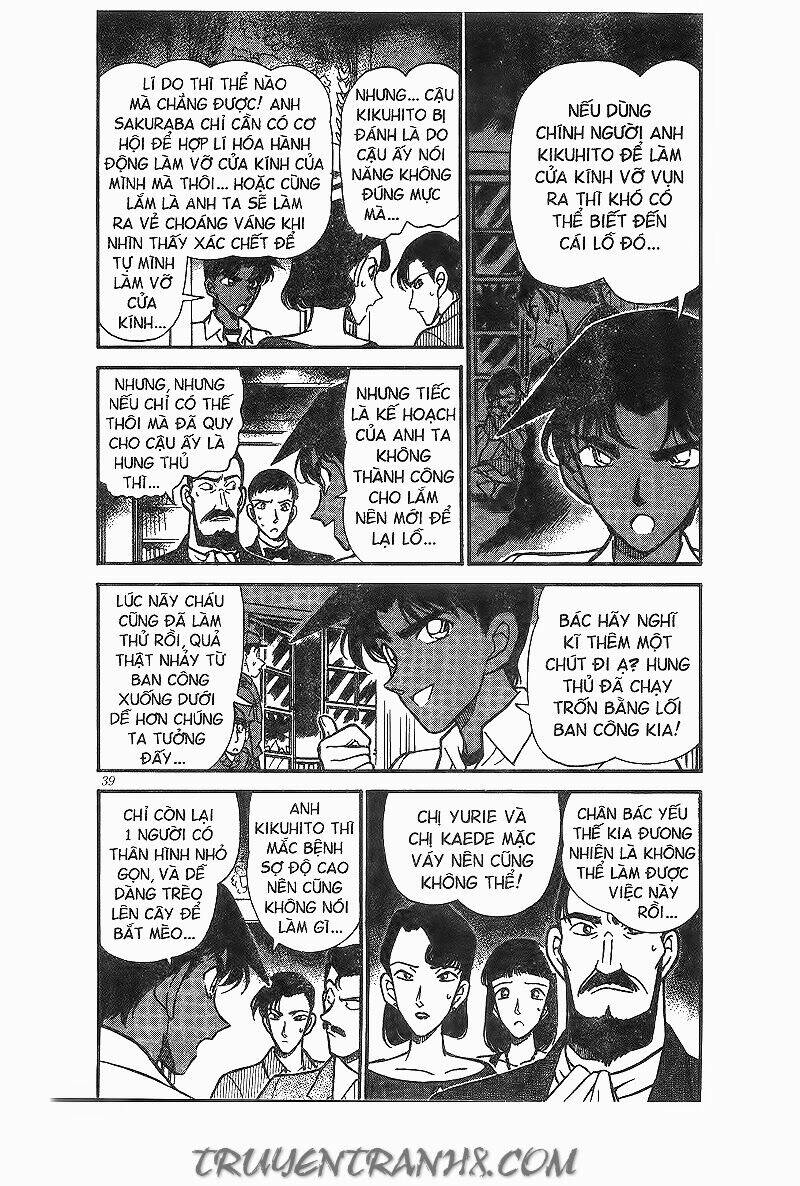 NẾU DÙNG
CHÍNH NGƯỜI ANH
KIKUHITO ĐỂ LÀM
CỬA KÍNH VỠ VỤN
RA THÌ KHÓ CÓ
THỂ BIẾT ĐẾN
CÁI LỖ ĐÓ...
NHƯNG... CẬU
KIKUHITO BỊ
ĐÁNH LÀ DO
CẬU ẤY NÓI
NĂNG KHÔNG
ĐÚNG MỰC
MÀ...
LÍ DO THÌ THẾ NÀO
MÀ CHẲNG ĐƯỢC! ANH
SAKURABA CHỈ CẦN CÓ CƠ
HỘI ĐỂ HỢP LÍ HÓA HÀNH
ĐỘNG LÀM VỠ CỬA KÍNH CỦA
MÌNH MÀ THÔI... HOẶC CÙNG
LẮM LÀ ANH TA SẼ LÀM
RA VẺ CHOÁNG VÁNG KHI
NHÌN THẤY XÁC CHẾT ĐỂ
TỰ MÌNH
LÀM VỠ
CỬA
KÍNH...
NHƯNG TIẾC
LÀ KẾ HOẠCH
CỦA ANH TA
KHÔNG
THÀNH CÔNG
CHO LẮM
NÊN MỚI ĐỂ
LẠI LỖ...
NHƯNG, NHƯNG
NẾU CHỈ CÓ THẾ
THÔI MÀ ĐÃ QUY
CHO CẬU ẤY LÀ
HUNG THỦ
THÌ...
BÁC HÃY NGHĨ
KĨ THÊM MỘT
CHÚT ĐI Ạ? HUNG
THỦ ĐÃ CHẠY
TRỐN BẰNG LỐI
BAN CÔNG KIA!
LÚC NÃY CHÁU
CŨNG ĐÃ LÀM
THỬ RỒI, QUẢ
THẬT NHẢY TỪ
BAN CÔNG
XUỐNG DƯỚI
DỄ HƠN CHÚNG
TA TƯỞNG
ĐẤY...
39
CHÂN BÁC YẾU
THẾ KIA ĐƯƠNG
NHIÊN LÀ KHÔNG
THỂ LÀM ĐƯỢC
VIỆC NÀY
RỒI...
CHỊ YURIE VÀ
CHỊ KAEDE MẶC
VÁY NÊN CŨNG
KHÔNG THỂ!
ANH
KIKUHITO THÌ
MẮC BỆNH
SỢ ĐỘ CAO
NÊN CŨNG
KHÔNG NÓI
LÀM GÌ...
CHỈ CÒN LẠI
1 NGƯỜI CÓ
THÂN HÌNH NHỎ
GỌN, VÀ DỄ
DÀNG TRÈO
LÊN CÂY ĐỂ
BẮT MÈO...
TRUYENTRANH8.COM